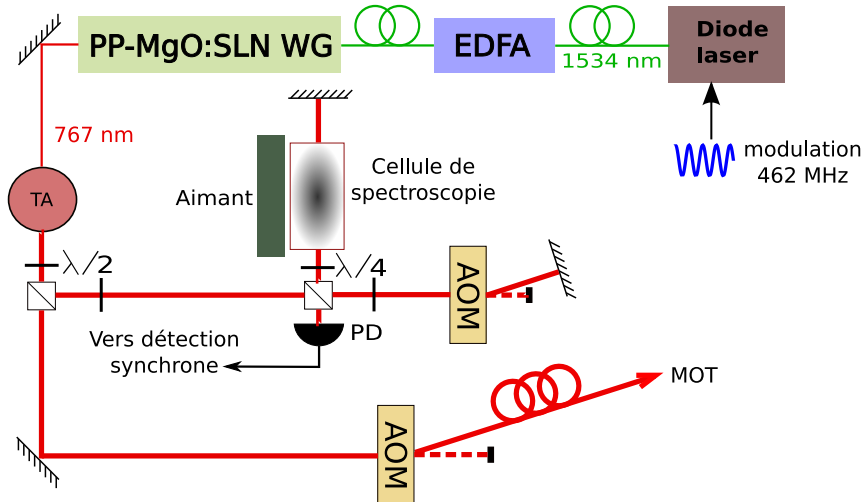 PP-MgO:SLN WG
EDFA
1534 nm
Diode
laser
modulation
462 MHz
767 nm
TA
Aimant
Cellule de
spectroscopie
λ/2
λ/4
AOM
PD
Vers détection
synchrone
MOT
AOM